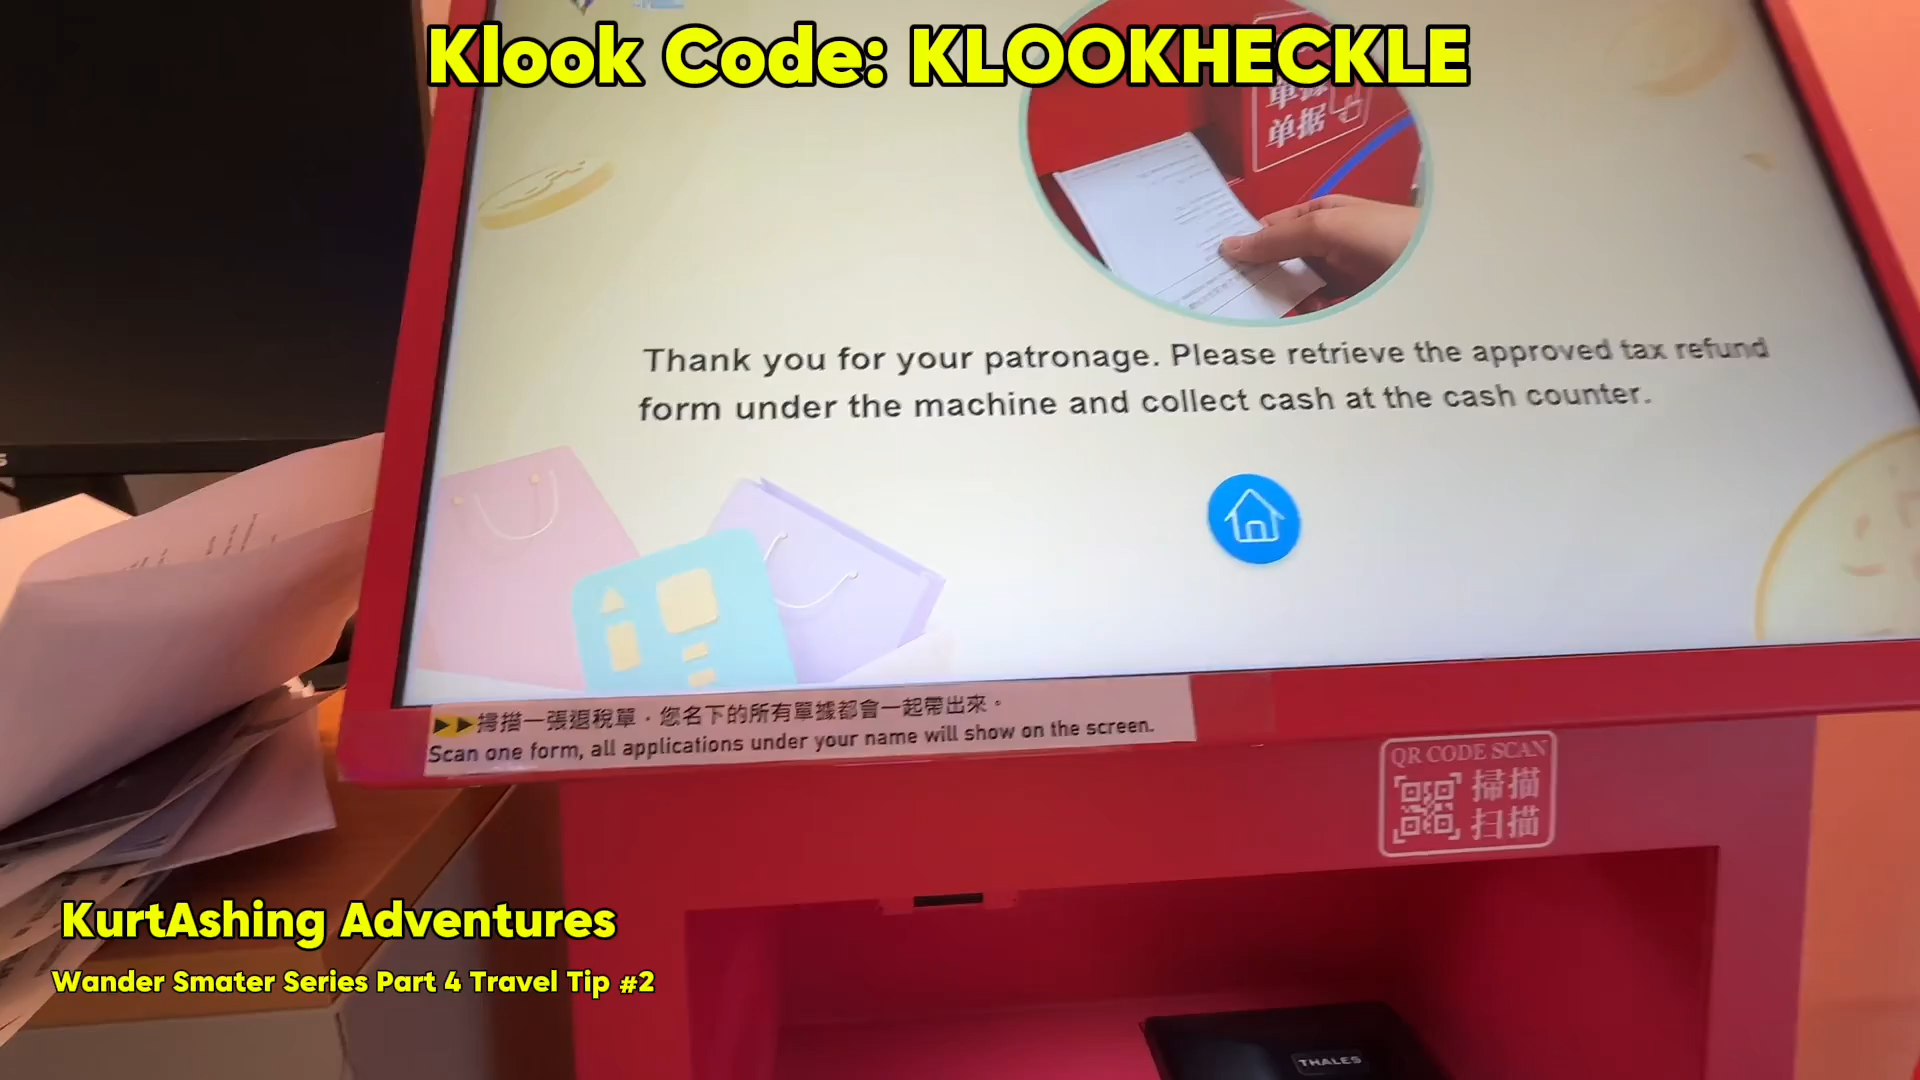 Klook Code: KLOOKHECKLE
单据
Thank you for your patronage. Please retrieve the approved tax refund
form under the machine and collect cash at the cash counter.
▶▶掃描一張退稅單，您名下的所有單據都會一起帶出來。
Scan one form, all applications under your name will show on the screen.
QR CODE SCAN
掃描
扫描
KurtAshing Adventures
Wander Smater Series Part 4 Travel Tip #2
THALES